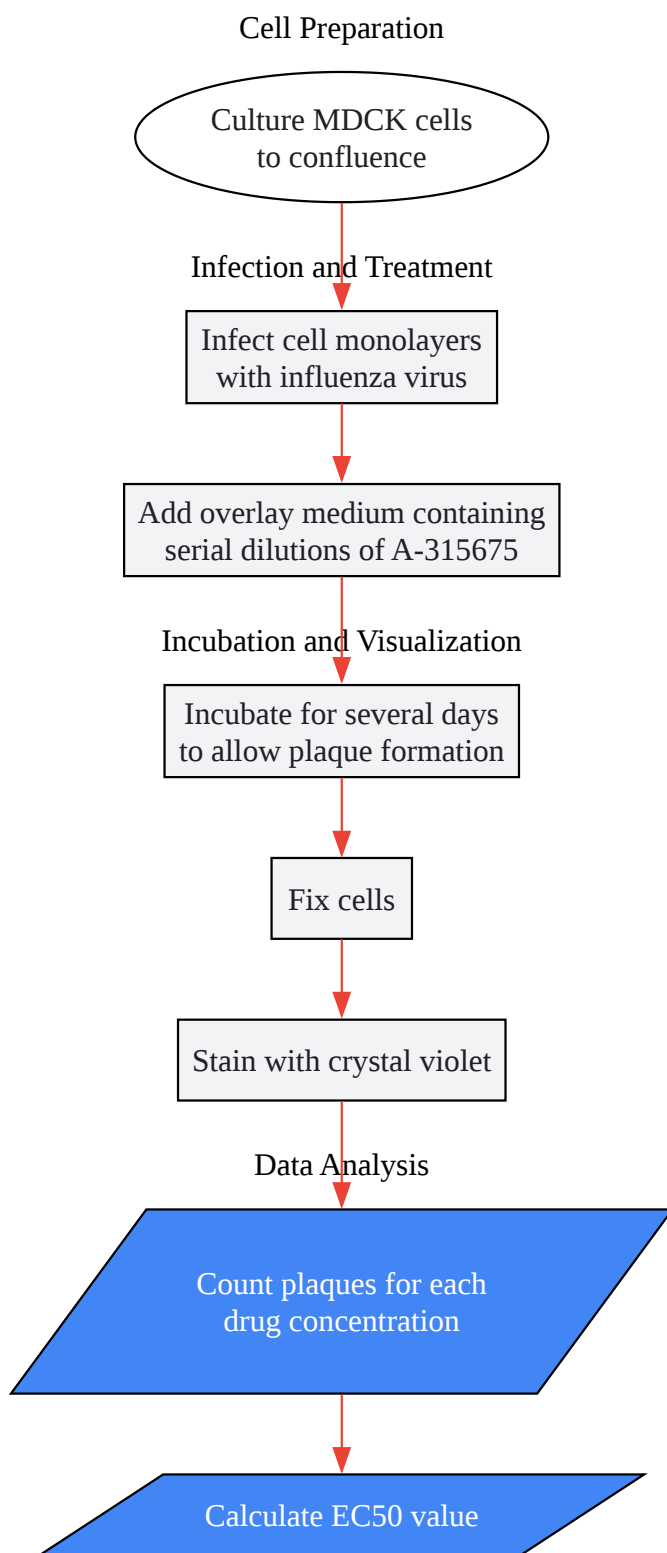 Cell Preparation
Culture MDCK cells
to confluence
Infection and Treatment
Infect cell monolayers
with influenza virus
Add overlay medium containing
serial dilutions of A-315675
Incubation and Visualization
Incubate for several days
to allow plaque formation
Fix cells
Stain with crystal violet
Data Analysis
Count plaques for each
drug concentration
Calculate EC50 value